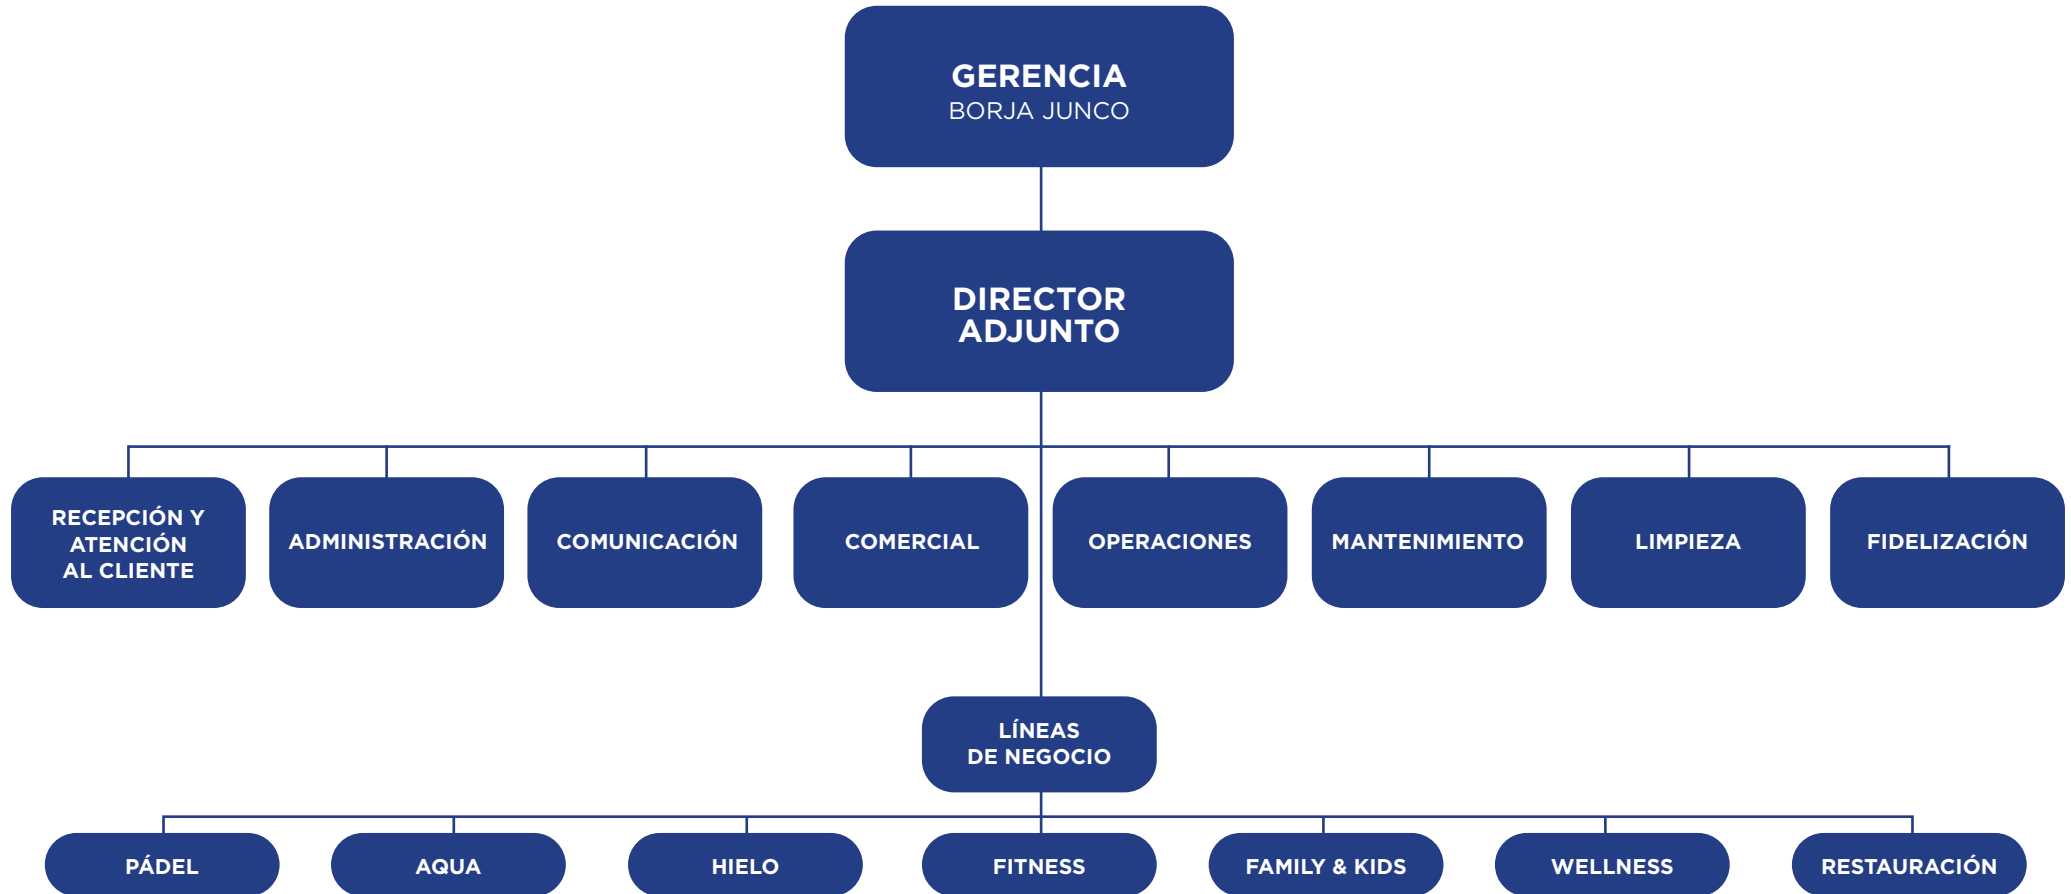 GERENCIA
BORJA JUNCO
DIRECTOR
ADJUNTO
RECEPCIÓN Y
ATENCIÓN
AL CLIENTE
ADMINISTRACIÓN
COMUNICACIÓN
COMERCIAL
OPERACIONES
MANTENIMIENTO
LIMPIEZA
FIDELIZACIÓN
LÍNEAS
DE NEGOCIO
PÁDEL
AQUA
HIELO
FITNESS
FAMILY & KIDS
WELLNESS
RESTAURACIÓN